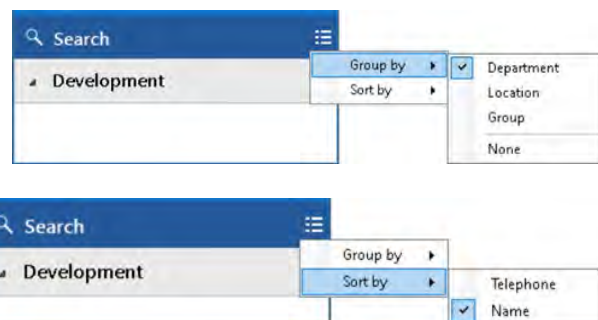 Search
Group by
Department
Development
Sort by
Location
Group
None
Search
Group by
Development
Sort by
Telephone
Name